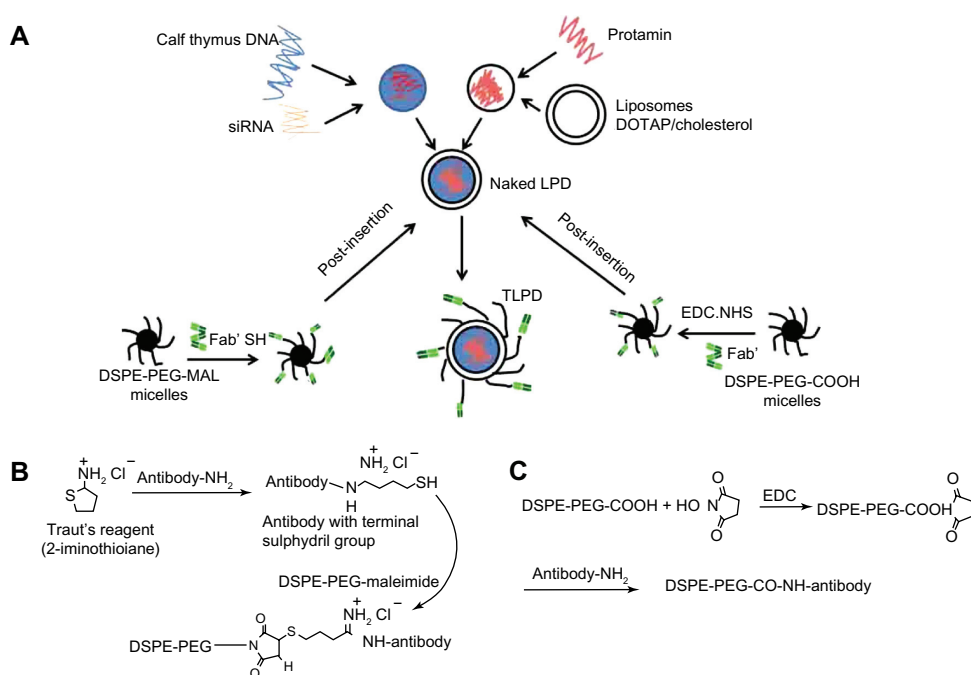 A
Calf thymus DNA
siRNA
Protamin
Liposomes
DOTAP/cholesterol
Naked LPD
Post-insertion
Post-insertion
TLPD
Fab' SH
DSPE-PEG-MAL
micelles
EDC.NHS
Fab'
DSPE-PEG-COOH
micelles
B
+
NH2 Cl−
S
Traut's reagent
(2-iminothioiane)
Antibody-NH2
+
NH2 Cl−
Antibody
N
H
SH
Antibody with terminal
sulphydril group
DSPE-PEG-maleimide
+
NH2 Cl−
O
S
DSPE-PEG
N
NH-antibody
H
O
C
O
DSPE-PEG-COOH + HO
N
O
EDC
DSPE-PEG-COOH
O
O
Antibody-NH2
DSPE-PEG-CO-NH-antibody